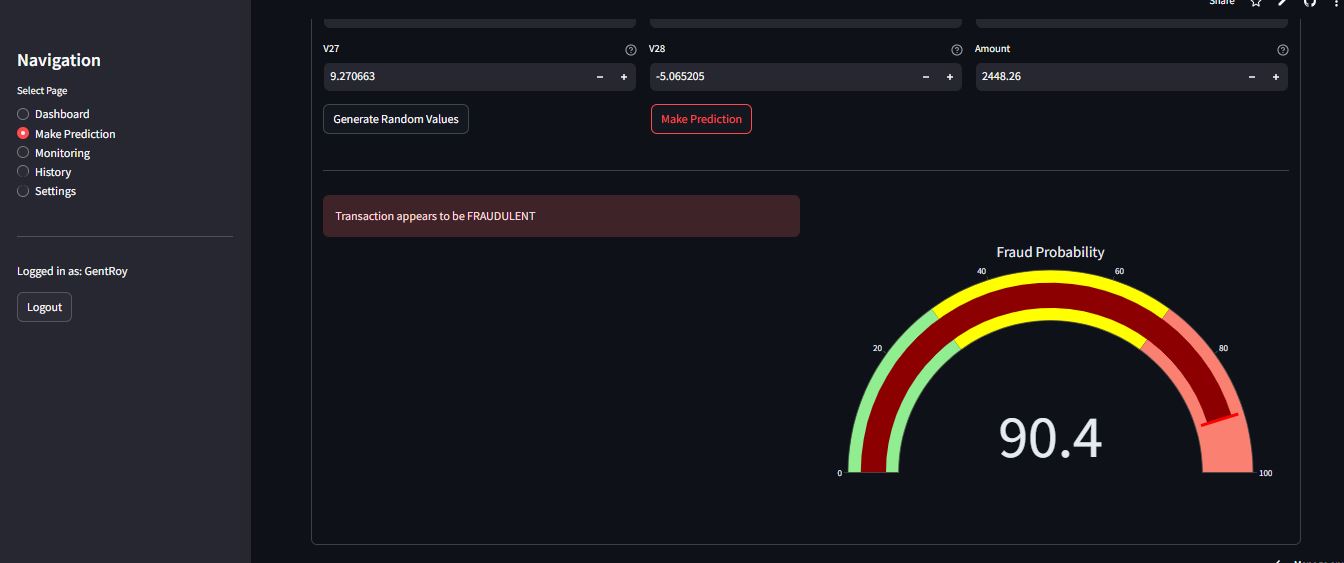 Share
Navigation
Select Page
Dashboard
Make Prediction
Monitoring
History
Settings
Logged in as: GentRoy
Logout
V27
V28
Amount
9.270663
-5.065205
2448.26
Generate Random Values
Make Prediction
Transaction appears to be FRAUDULENT
Fraud Probability
0
20
40
60
80
100
90.4